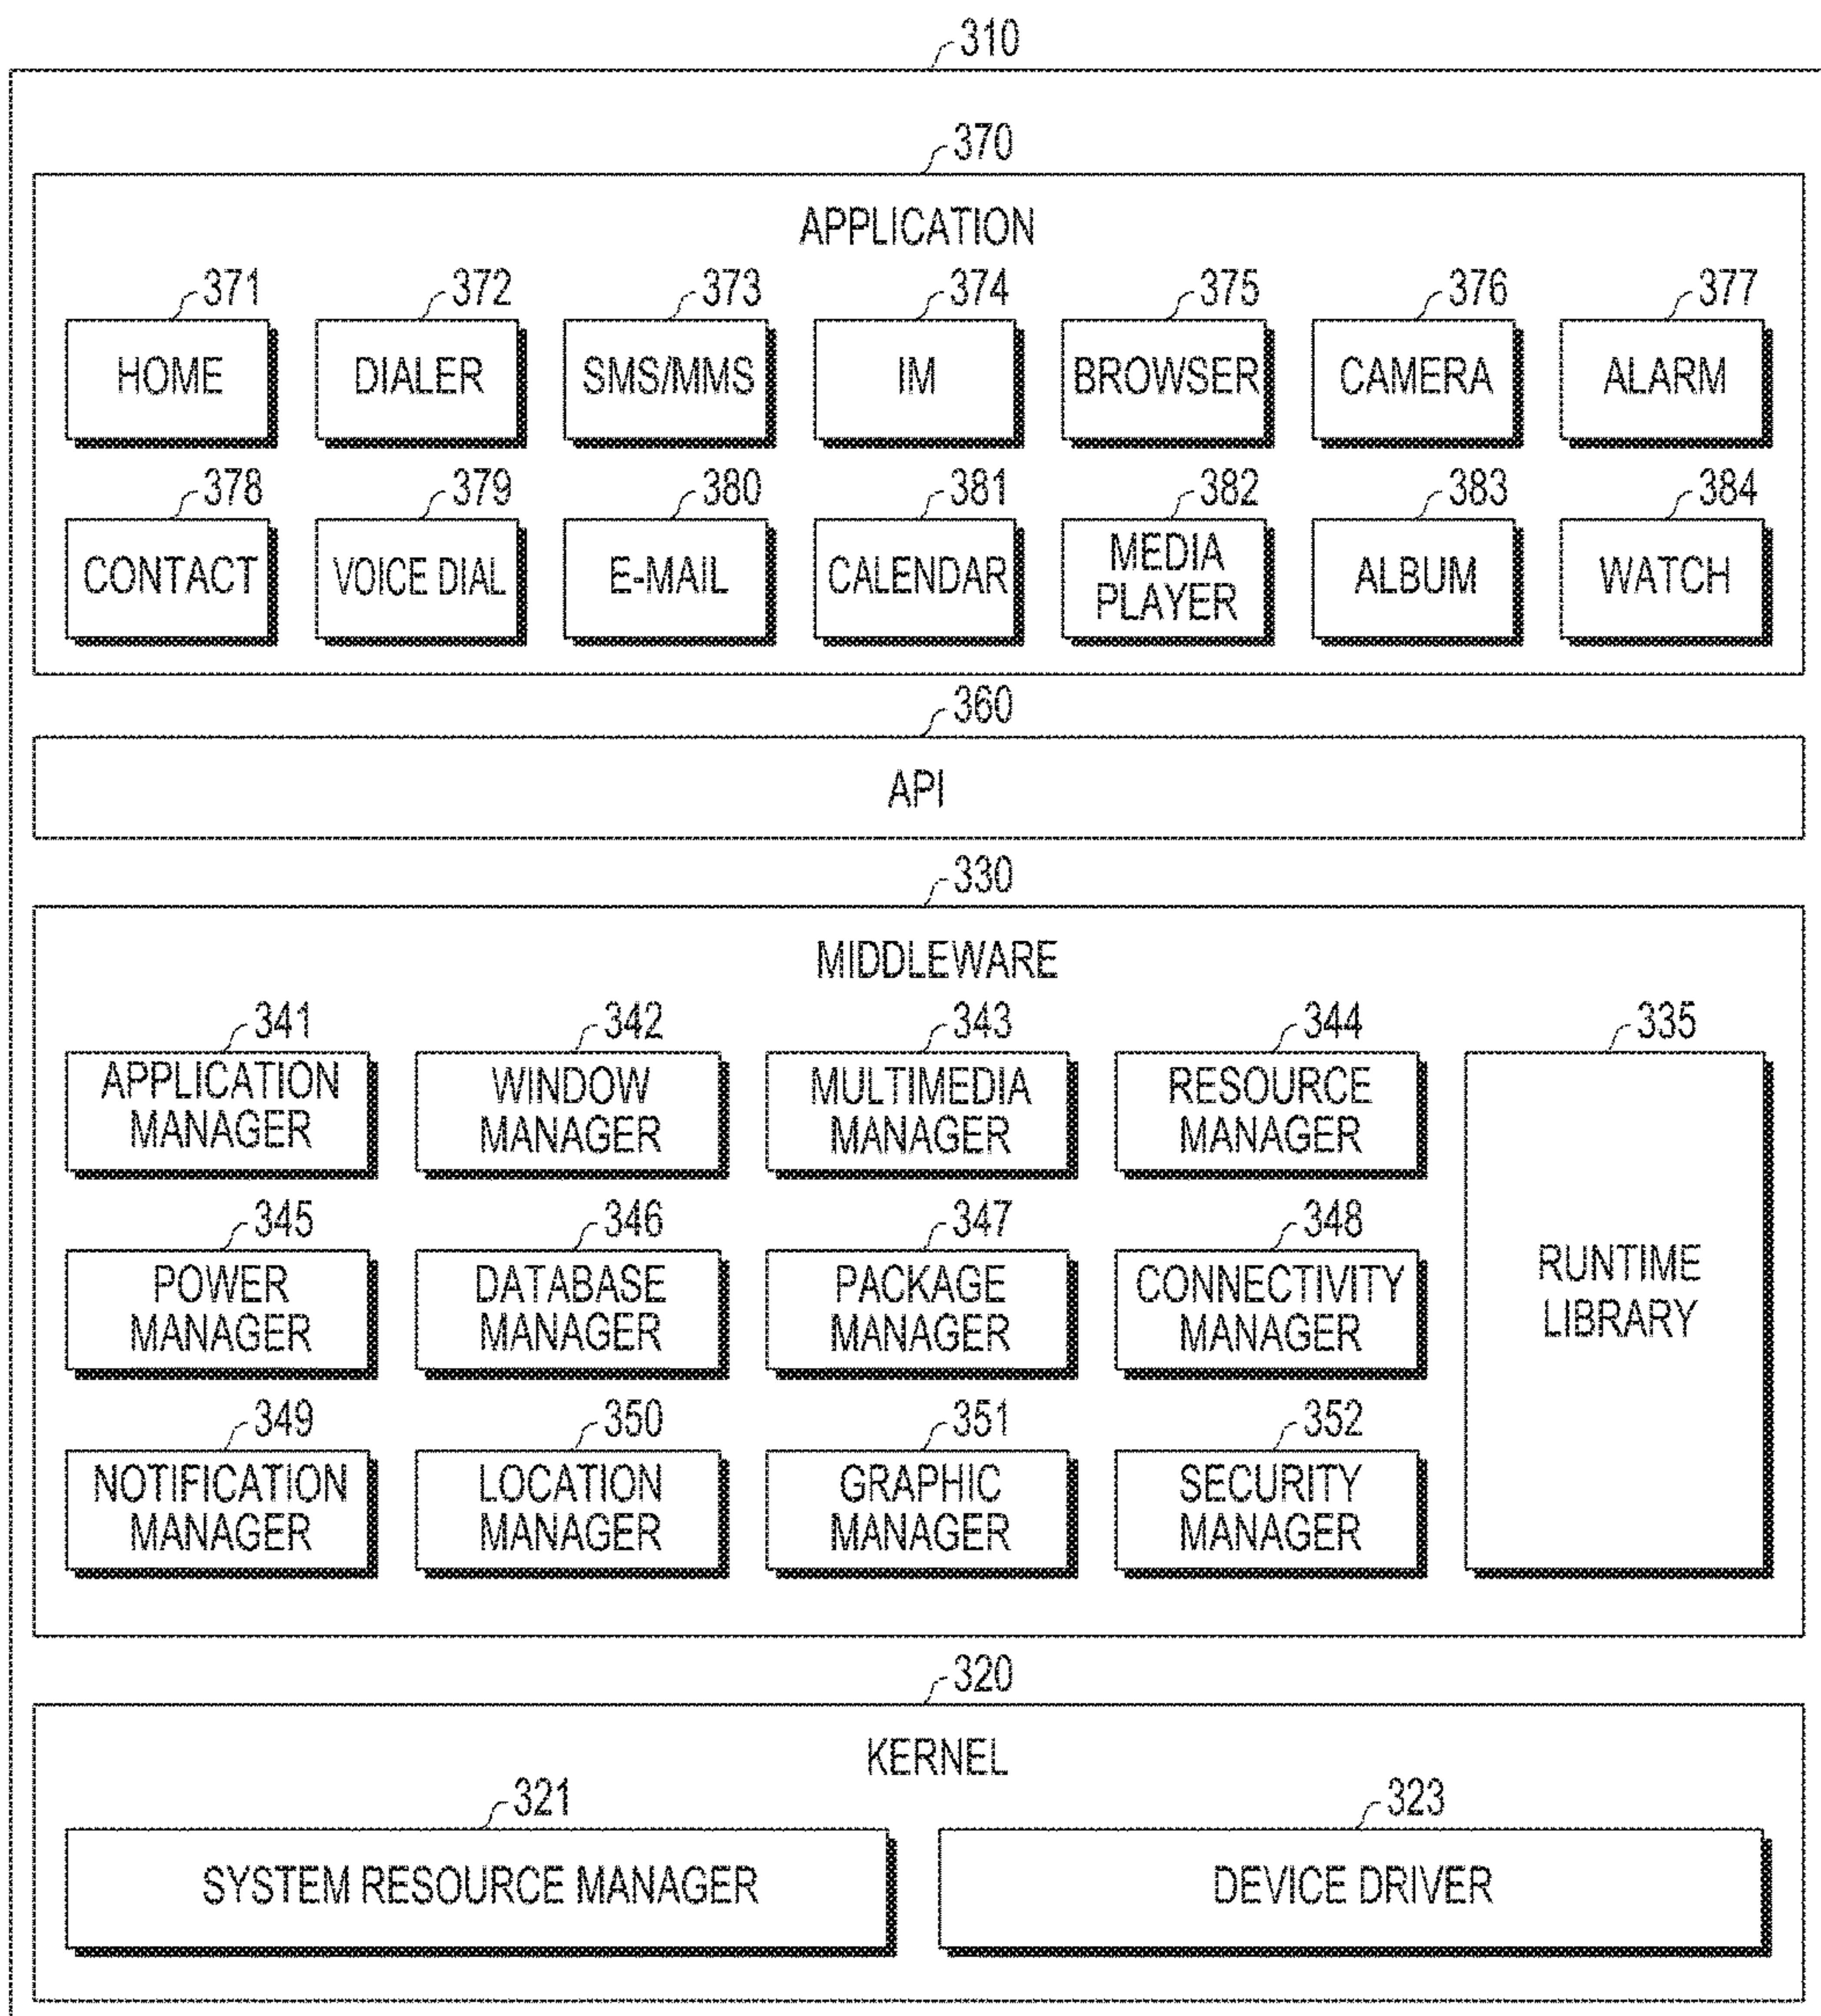 310
370
APPLICATION
371 372 373 374 375 376 377
HOME DIALER SMS/MMS IM BROWSER CAMERA ALARM
378 379 380 381 382 383 384
CONTACT VOICE DIAL E-MAIL CALENDAR MEDIA PLAYER ALBUM WATCH
360
API
330
MIDDLEWARE
341 342 343 344 335
APPLICATION MANAGER WINDOW MANAGER MULTIMEDIA MANAGER RESOURCE MANAGER
345 346 347 348
POWER MANAGER DATABASE MANAGER PACKAGE MANAGER CONNECTIVITY MANAGER
RUNTIME LIBRARY
349 350 351 352
NOTIFICATION MANAGER LOCATION MANAGER GRAPHIC MANAGER SECURITY MANAGER
320
KERNEL
321 323
SYSTEM RESOURCE MANAGER DEVICE DRIVER